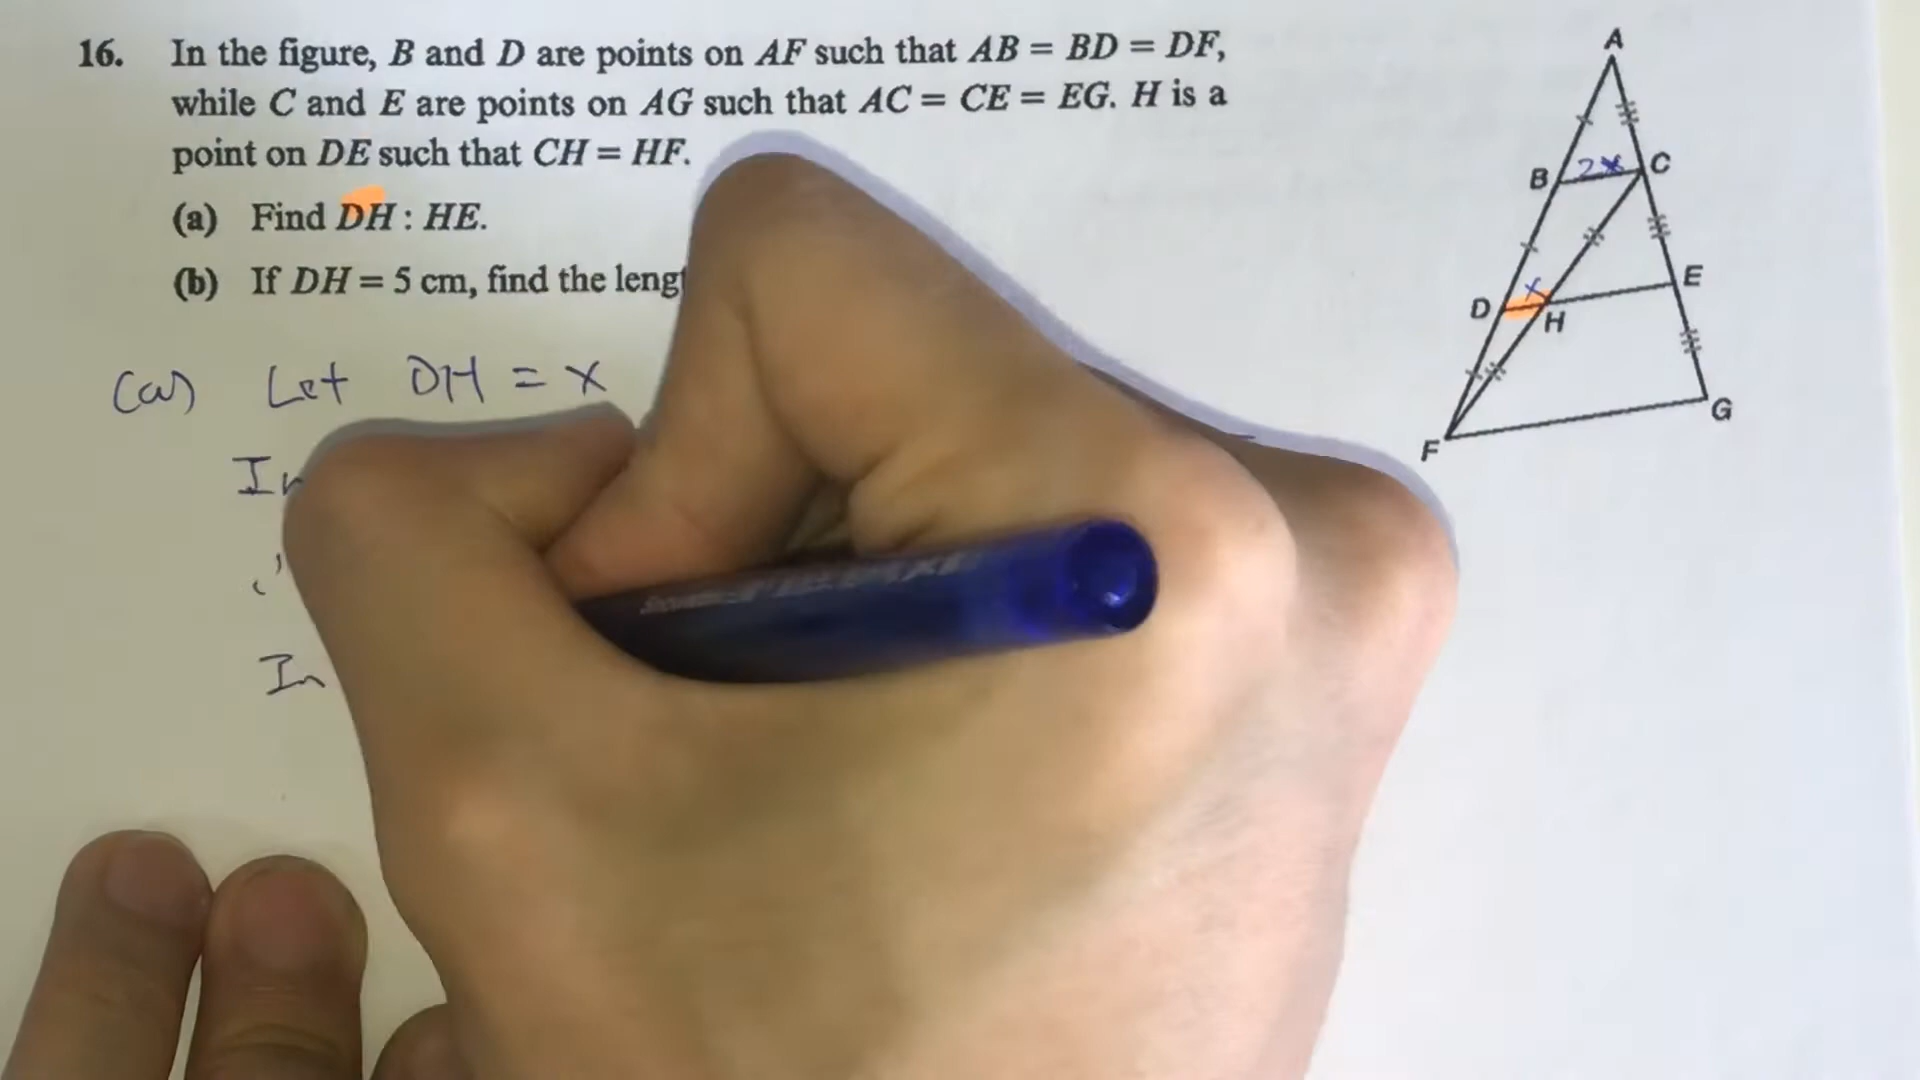 16. In the figure, B and D are points on AF such that AB = BD = DF,
while C and E are points on AG such that AC = CE = EG. H is a
point on DE such that CH = HF.
(a) Find DH : HE.
(b) If DH = 5 cm, find the
(a) Let DH = x
In
In
A
B
2x
C
x
E
D
H
G
F